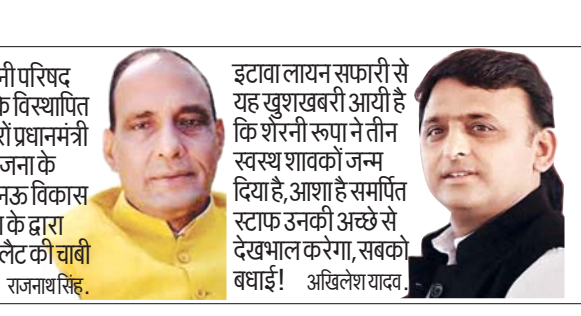 नी परिषद
के विस्थापित
रों प्रधानमंत्री
जना के
नऊ विकास
ा के द्वारा
लैट की चाबी
राजनाथ सिंह.
इटावा लायन सफारी से
यह खुशखबरी आयी है
कि शेरनी रूपा ने तीन
स्वस्थ शावकों जन्म
दिया है, आशा है समर्पित
स्टाफ उनकी अच्छे से
देखभाल करेगा, सबको
बधाई! अखिलेश यादव.